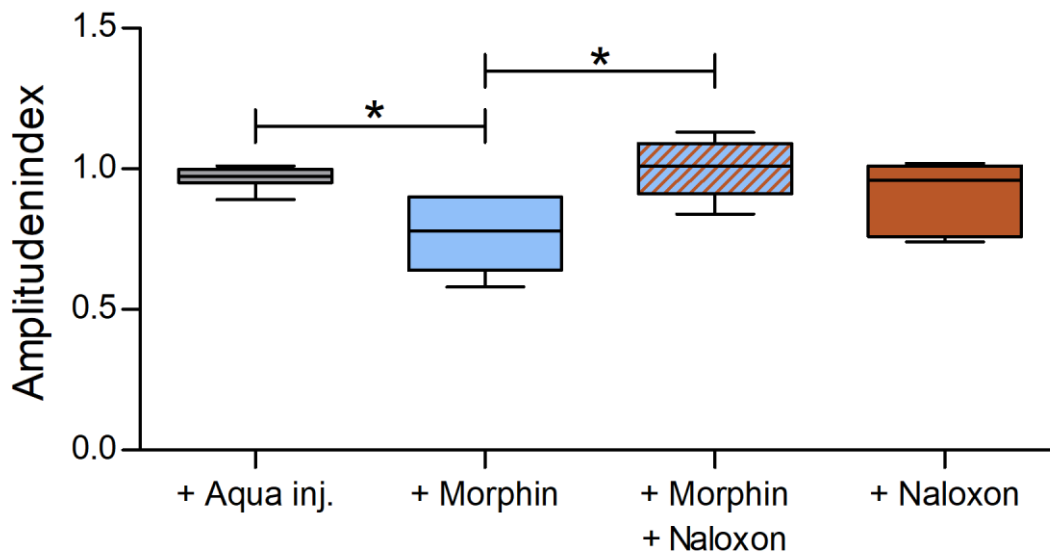 Amplitudenindex
1.5
1.0
0.5
0.0
*
*
+ Aqua inj.
+ Morphin
+ Morphin
+ Naloxon
+ Naloxon